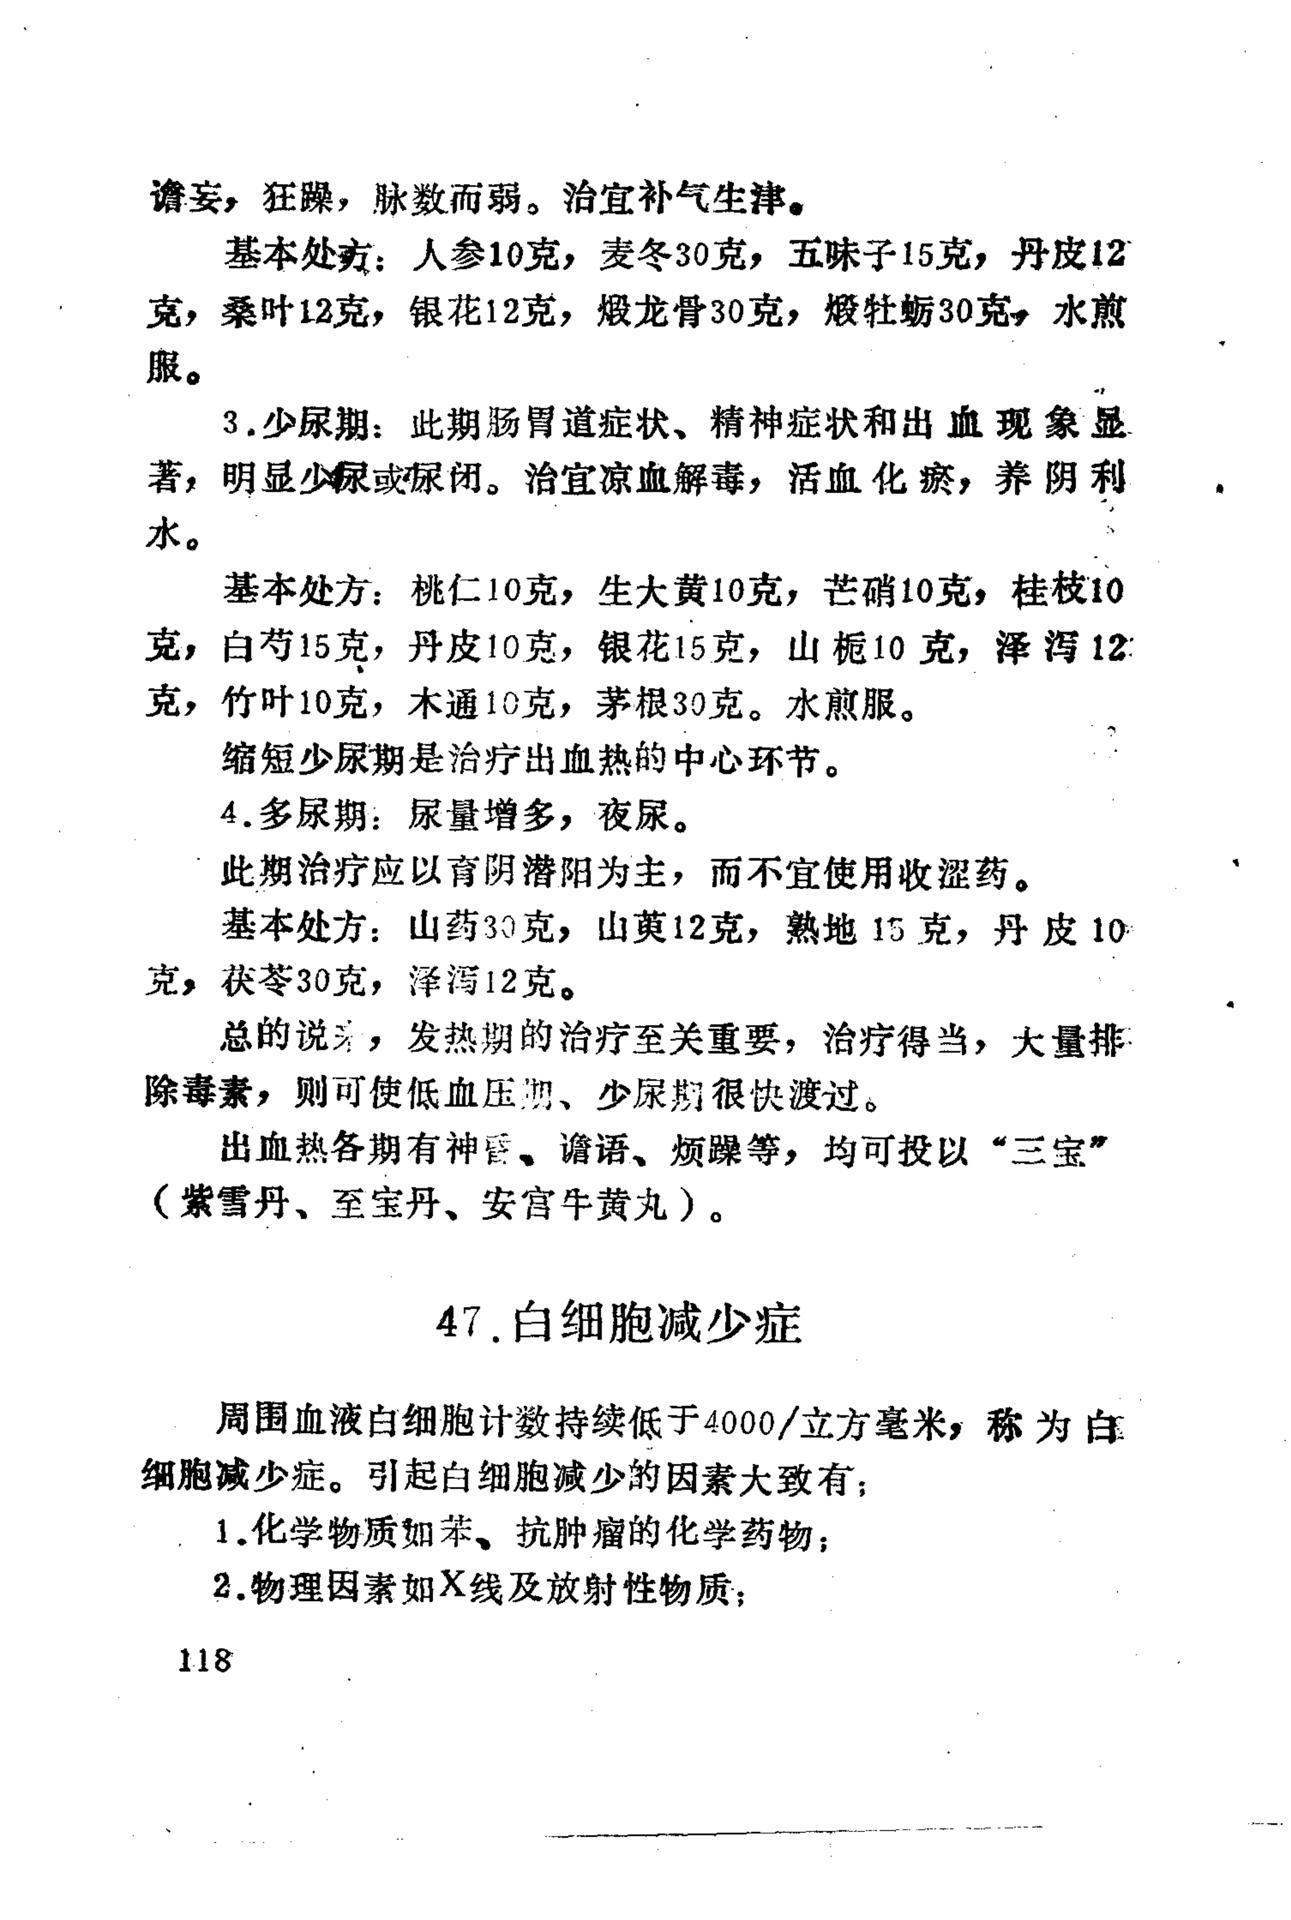 谵妄，狂躁，脉数而弱。治宜补气生津。
基本处方：人参10克，麦冬30克，五味子15克，丹皮12
克，桑叶12克，银花12克，煅龙骨30克，煅牡蛎30克，水煎
服。
3.少尿期：此期肠胃道症状、精神症状和出血现象显
著，明显少尿或尿闭。治宜凉血解毒，活血化瘀，养阴利
水。
基本处方：桃仁10克，生大黄10克，芒硝10克，桂枝10
克，白芍15克，丹皮10克，银花15克，山栀10克，泽泻12
克，竹叶10克，木通10克，茅根30克。水煎服。
缩短少尿期是治疗出血热的中心环节。
4.多尿期：尿量增多，夜尿。
此期治疗应以育阴潜阳为主，而不宜使用收涩药。
基本处方：山药30克，山萸12克，熟地15克，丹皮10
克，茯苓30克，泽泻12克。
总的说来，发热期的治疗至关重要，治疗得当，大量排
除毒素，则可使低血压期、少尿期很快渡过。
出血热各期有神昏、谵语、烦躁等，均可投以“三宝”
（紫雪丹、至宝丹、安宫牛黄丸）。
47.白细胞减少症
周围血液白细胞计数持续低于4000/立方毫米，称为白
细胞减少症。引起白细胞减少的因素大致有；
1.化学物质如苯、抗肿瘤的化学药物；
2.物理因素如X线及放射性物质；
118